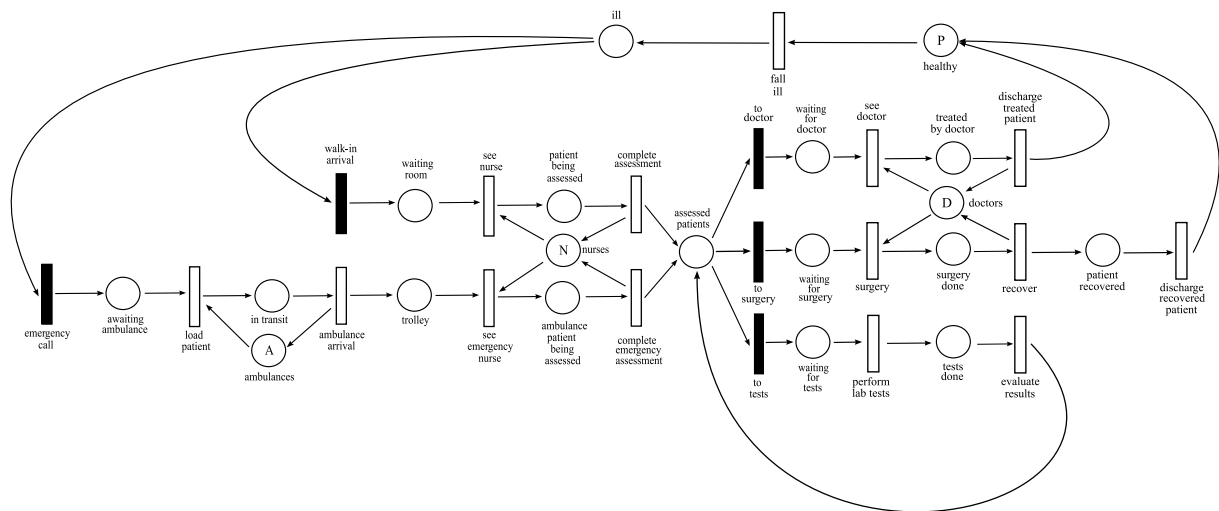 ill
P
healthy
fall
ill
to
doctor
waiting
for
doctor
see
doctor
treated
by doctor
discharge
treated
patient
walk-in
arrival
waiting
room
see
nurse
patient
being
assessed
complete
assessment
assessed
patients
D
doctors
N
nurses
to
surgery
waiting for
surgery
surgery
surgery
done
recover
patient
recovered
discharge
recovered
patient
emergency
call
awaiting
ambulance
load
patient
in transit
A
ambulances
ambulance
arrival
trolley
see
emergency
nurse
ambulance
patient
being
assessed
complete
emergency
assessment
to
tests
waiting
for
tests
perform
lab tests
tests
done
evaluate
results